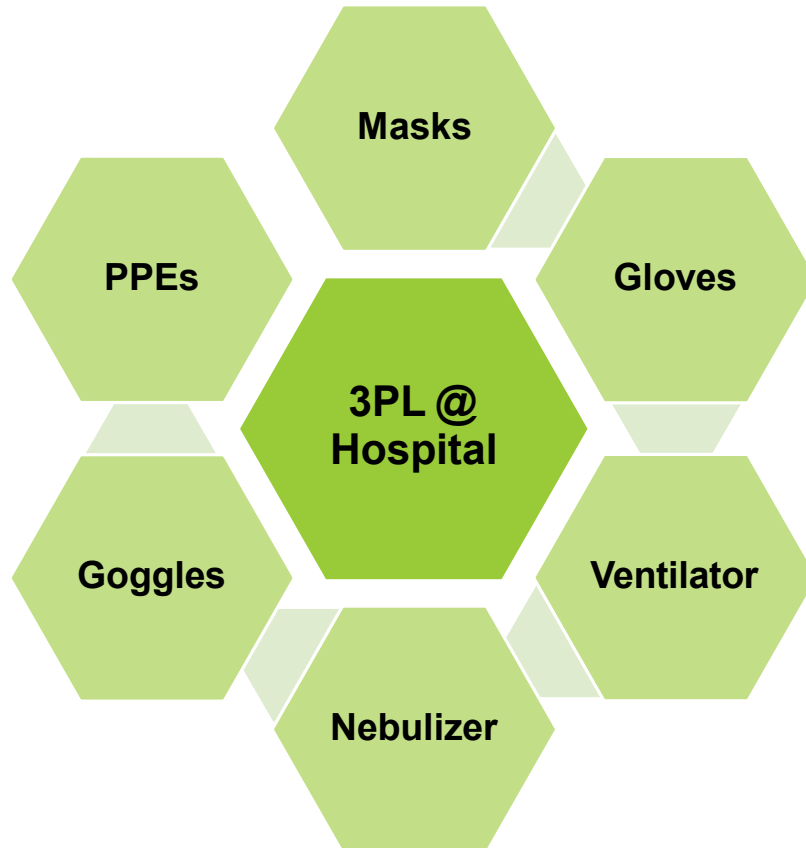 Masks
PPEs
Gloves
3PL @
Hospital
Goggles
Ventilator
Nebulizer